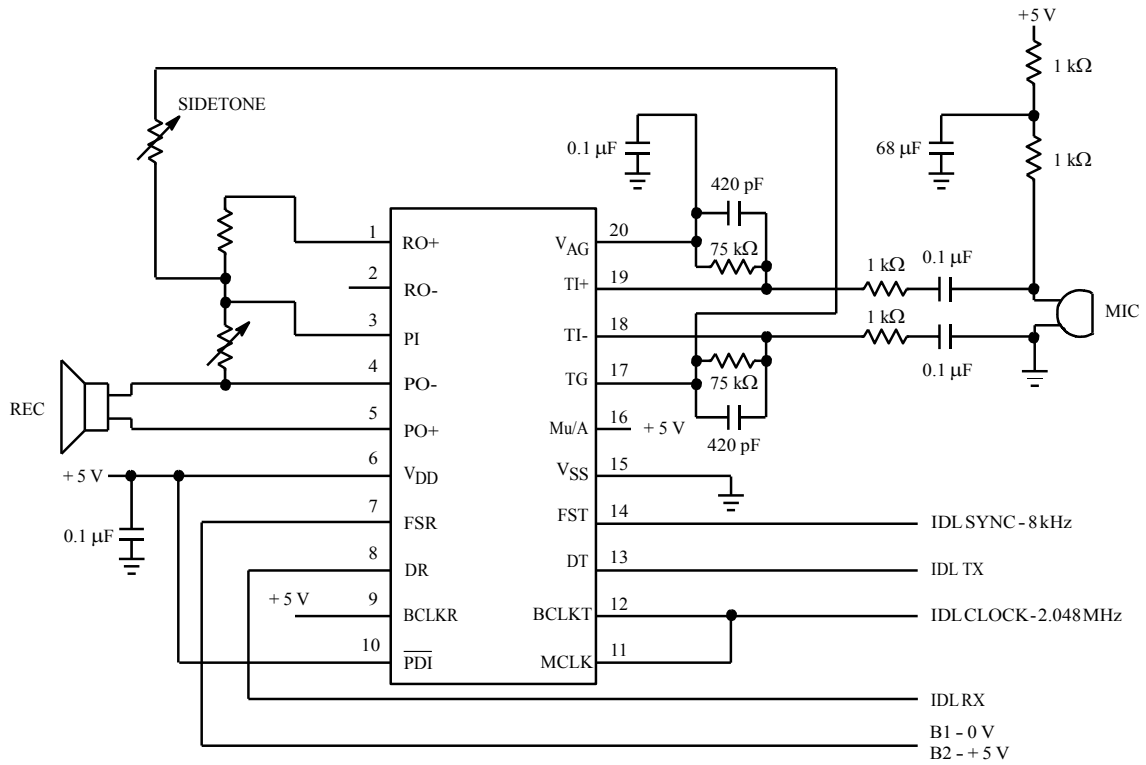 +5 V
1 kΩ
SIDETONE
0.1 µF
68 µF
1 kΩ
420 pF
1
RO+
VAG
20
75 kΩ
2
RO-
TI+
19
1 kΩ
0.1 µF
MIC
3
PI
TI-
18
1 kΩ
0.1 µF
4
PO-
TG
17
75 kΩ
REC
5
PO+
Mu/A
16
+ 5 V
420 pF
+ 5 V
6
VDD
VSS
15
0.1 µF
7
FSR
FST
14
IDL SYNC - 8 kHz
8
DR
DT
13
IDL TX
+ 5 V
9
BCLKR
BCLKT
12
IDL CLOCK - 2.048 MHz
10
PDI
MCLK
11
IDL RX
B1 - 0 V
B2 - + 5 V